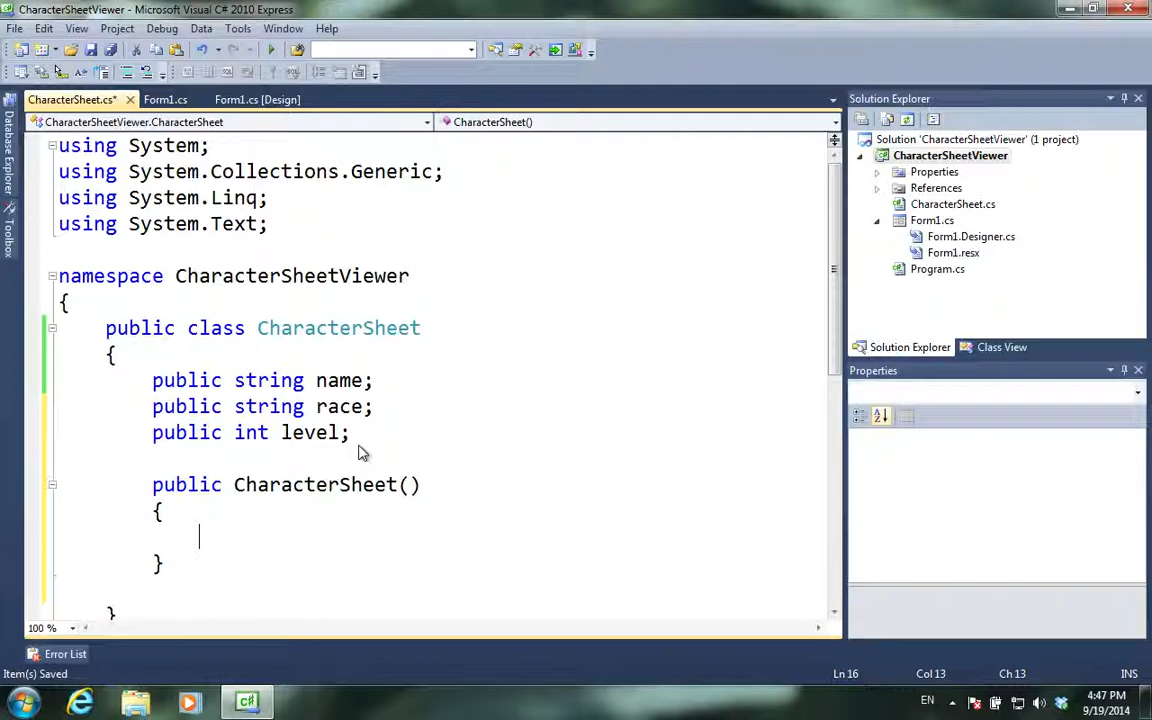 CharacterSheetViewer - Microsoft Visual C# 2010 Express
File Edit View Project Debug Data Tools Window Help
CharacterSheet.cs* Form1.cs Form1.cs [Design]
CharacterSheetViewer.CharacterSheet CharacterSheet()
Database Explorer
Toolbox
using System;
using System.Collections.Generic;
using System.Linq;
using System.Text;
namespace CharacterSheetViewer
{
public class CharacterSheet
{
public string name;
public string race;
public int level;
public CharacterSheet()
{
}
}
100 %
Solution Explorer
Solution 'CharacterSheetViewer' (1 project)
CharacterSheetViewer
Properties
References
CharacterSheet.cs
Form1.cs
Form1.Designer.cs
Form1.resx
Program.cs
Solution Explorer Class View
Properties
Error List
Item(s) Saved Ln 16 Col 13 Ch 13 INS
EN 4:47 PM
9/19/2014